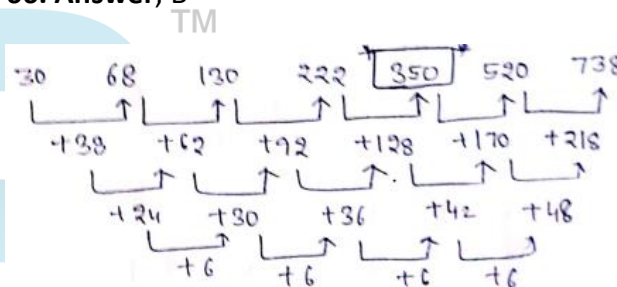 TM
30 68 130 222 350 520 738
+38 +62 +92 +128 +170 +218
+24 +30 +36 +42 +48
+6 +6 +6 +6